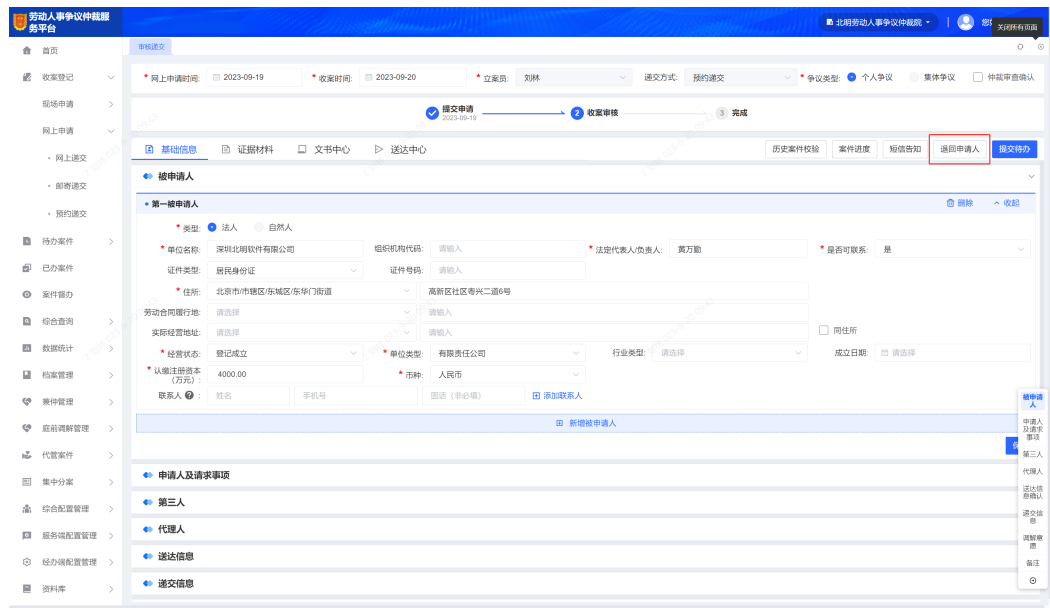 劳动人事争议仲裁服
务平台
北明劳动人事争议仲裁院
您
关闭所有页面
首页
收案登记
现场申请
网上申请
网上递交
邮寄递交
预约递交
待办案件
已办案件
案件督办
综合查询
数据统计
档案管理
兼仲管理
庭前调解管理
代管案件
集中分案
综合配置管理
服务端配置管理
经办端配置管理
资料库
审核递交
* 网上申请时间: 2023-09-19 * 收案时间: 2023-09-20 * 立案员: 刘林 递交方式: 预约递交 * 争议类型: 个人争议 集体争议 仲裁审查确认
提交申请
2023-09-19
2 收案审核
3 完成
基础信息 证据材料 文书中心 送达中心 历史案件校验 案件进度 短信告知 退回申请人 提交待办
被申请人
• 第一被申请人 删除 收起
* 类型: 法人 自然人
* 单位名称: 深圳北明软件有限公司 组织机构代码: 请输入 * 法定代表人/负责人: 黄万勤 * 是否可联系: 是
证件类型: 居民身份证 证件号码: 请输入
* 住所: 北京市/市辖区/东城区/东华门街道 高新区社区粤兴二道6号
劳动合同履行地: 请选择 请输入
实际经营地址: 请选择 请输入 同住所
* 经营状态: 登记成立 * 单位类型: 有限责任公司 行业类型: 请选择 成立日期: 请选择
* 认缴注册资本
(万元): 4000.00 * 币种: 人民币
联系人 ? : 姓名 手机号 固话 (非必填) 添加联系人
新增被申请人
申请人及请求事项
第三人
代理人
送达信息
递交信息
被申请
人
申请人
及请求
事项
第三人
代理人
送达信
息确认
递交信
息
调解意
愿
备注